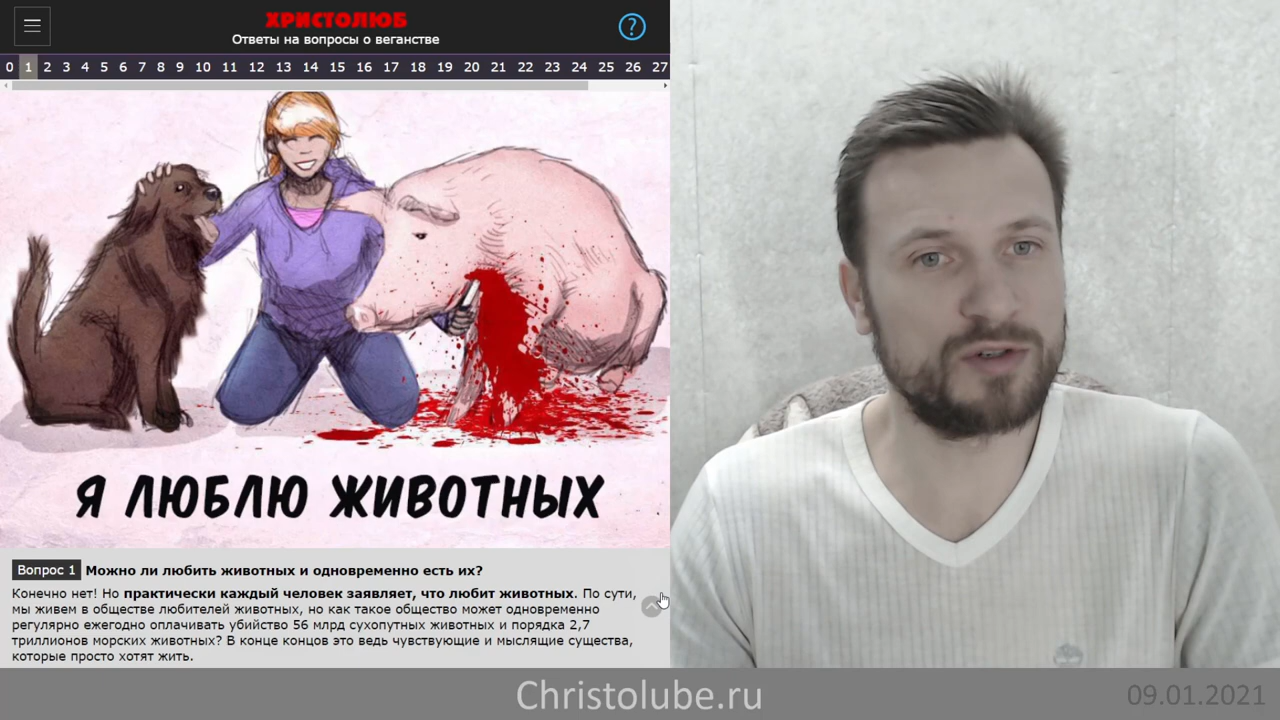 ХРИСТОЛЮБ
Ответы на вопросы о веганстве
?
0 1 2 3 4 5 6 7 8 9 10 11 12 13 14 15 16 17 18 19 20 21 22 23 24 25 26 27
Я ЛЮБЛЮ ЖИВОТНЫХ
Вопрос 1 Можно ли любить животных и одновременно есть их?
Конечно нет! Но практически каждый человек заявляет, что любит животных. По сути,
мы живем в обществе любителей животных, но как такое общество может одновременно
регулярно ежегодно оплачивать убийство 56 млрд сухопутных животных и порядка 2,7
триллионов морских животных? В конце концов это ведь чувствующие и мыслящие существа,
которые просто хотят жить.
Christolube.ru
09.01.2021